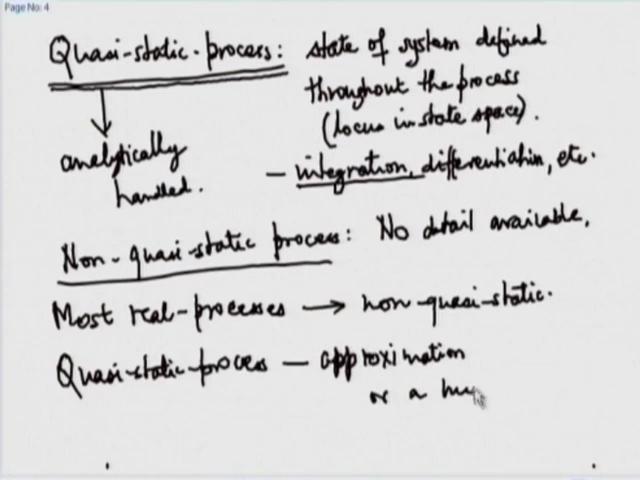 Page No: 4
Quasi-static-process: state of system defined
throughout the process
(locus in state space).
analytically
handled.
- integration, differentiation, etc.
Non-quasi-static process: No detail available.
Most real-processes → non-quasi-static.
Quasi-static-process - approximation
or a